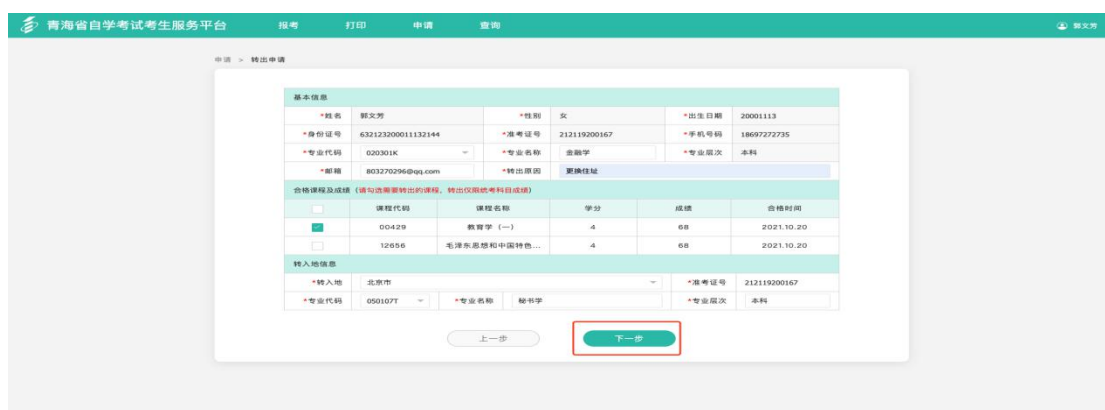 青海省自学考试考生服务平台 报考 打印 申请 查询 郭文芳
申请 > 转出申请
基本信息
*姓名 郭文芳 *性别 女 *出生日期 20001113
*身份证号 632123200011132144 *准考证号 212119200167 *手机号码 18697272735
*专业代码 020301K *专业名称 金融学 *专业层次 本科
*邮箱 803270296@qq.com *转出原因 更换住址
合格课程及成绩（请勾选需要转出的课程，转出仅限统考科目成绩）
课程代码 课程名称 学分 成绩 合格时间
00429 教育学（一） 4 68 2021.10.20
12656 毛泽东思想和中国特色... 4 68 2021.10.20
转入地信息
*转入地 北京市 *准考证号 212119200167
*专业代码 050107T *专业名称 秘书学 *专业层次 本科
上一步 下一步